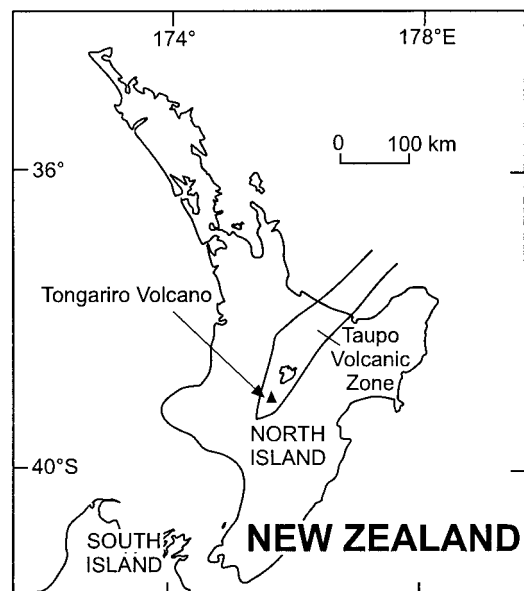 174°
178°E
0 100 km
36°
Tongariro Volcano
Taupo
Volcanic
Zone
NORTH
ISLAND
40°S
SOUTH
ISLAND
NEW ZEALAND